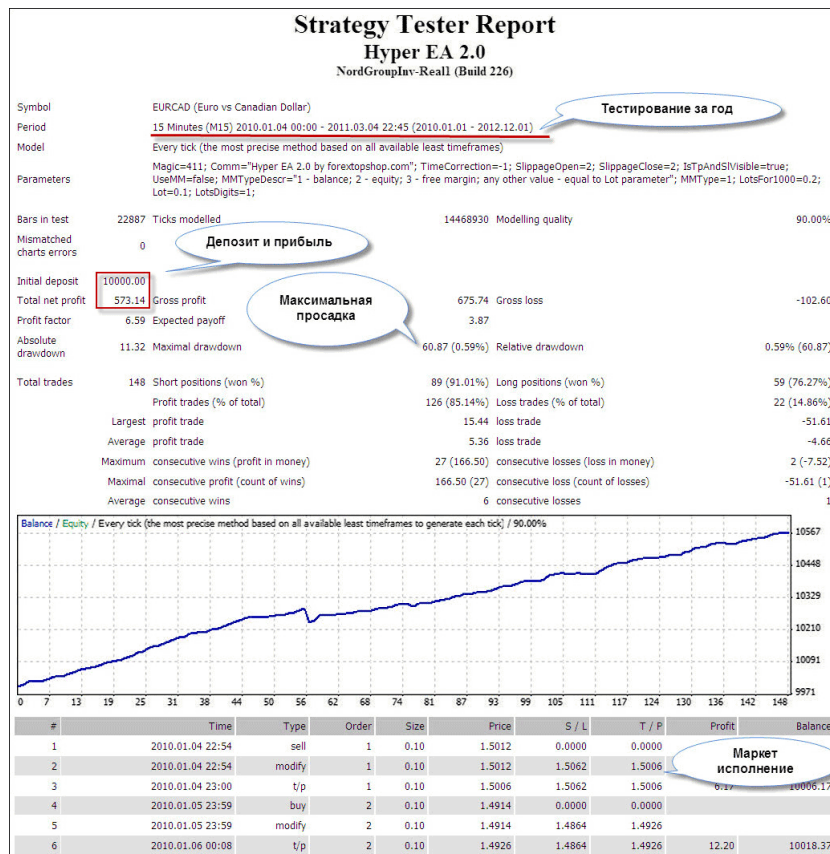 Strategy Tester Report
Hyper EA 2.0
NordGroupInv-Real1 (Build 226)
Symbol EURCAD (Euro vs Canadian Dollar)
Тестирование за год
Period 15 Minutes (M15) 2010.01.04 00:00 - 2011.03.04 22:45 (2010.01.01 - 2012.12.01)
Model Every tick (the most precise method based on all available least timeframes)
Parameters Magic=411; Comm="Hyper EA 2.0 by forextopshop.com"; TimeCorrection=-1; SlippageOpen=2; SlippageClose=2; IsTpAndSlVisible=true;
UseMM=false; MMTypeDescr="1 - balance; 2 - equity; 3 - free margin; any other value - equal to Lot parameter"; MMType=1; LotsFor1000=0.2;
Lot=0.1; LotsDigits=1;
Bars in test 22887 Ticks modelled 14468930 Modelling quality 90.00%
Mismatched charts errors 0
Депозит и прибыль
Initial deposit 10000.00
Total net profit 573.14 Gross profit 675.74 Gross loss -102.60
Максимальная просадка
Profit factor 6.59 Expected payoff 3.87
Absolute drawdown 11.32 Maximal drawdown 60.87 (0.59%) Relative drawdown 0.59% (60.87)
Total trades 148 Short positions (won %) 89 (91.01%) Long positions (won %) 59 (76.27%)
Profit trades (% of total) 126 (85.14%) Loss trades (% of total) 22 (14.86%)
Largest profit trade 15.44 loss trade -51.61
Average profit trade 5.36 loss trade -4.66
Maximum consecutive wins (profit in money) 27 (166.50) consecutive losses (loss in money) 2 (-7.52)
Maximal consecutive profit (count of wins) 166.50 (27) consecutive loss (count of losses) -51.61 (1)
Average consecutive wins 6 consecutive losses 1
Balance / Equity / Every tick (the most precise method based on all available least timeframes to generate each tick) / 90.00%
10567
10448
10329
10210
10091
9971
0 7 13 19 25 31 38 44 50 56 62 68 74 81 87 93 99 105 111 117 124 130 136 142 148
# Time Type Order Size Price S / L T / P Profit Balance
1 2010.01.04 22:54 sell 1 0.10 1.5012 0.0000 0.0000
2 2010.01.04 22:54 modify 1 0.10 1.5012 1.5062 1.5006
Маркет исполнение
3 2010.01.04 23:00 t/p 1 0.10 1.5006 1.5062 1.5006 6.17 10006.17
4 2010.01.05 23:59 buy 2 0.10 1.4914 0.0000 0.0000
5 2010.01.05 23:59 modify 2 0.10 1.4914 1.4864 1.4926
6 2010.01.06 00:08 t/p 2 0.10 1.4926 1.4864 1.4926 12.20 10018.37